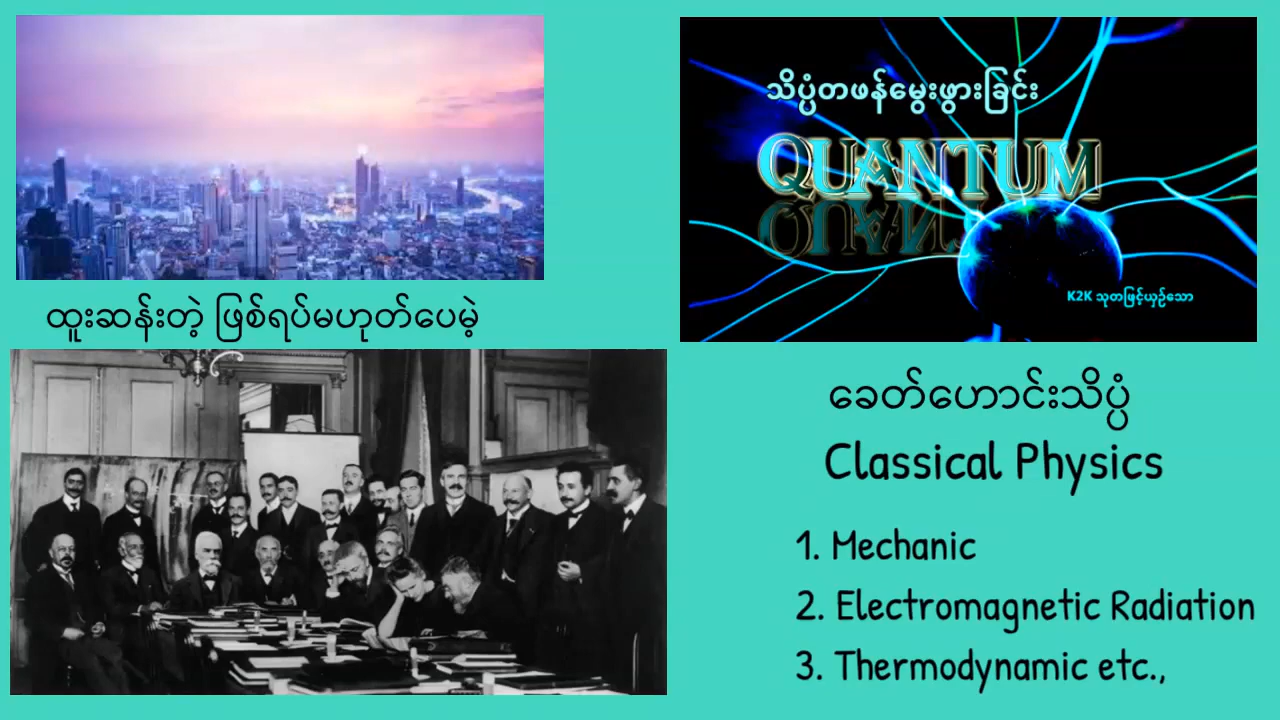 ထူးဆန်းတဲ့ ဖြစ်ရပ်မဟုတ်ပေမဲ့
သိပ္ပံတဖန်မွေးဖွားခြင်း
QUANTUM
K2K သုတဖြင့်ယှဉ်သော
ခေတ်ဟောင်းသိပ္ပံ
Classical Physics
1. Mechanic
2. Electromagnetic Radiation
3. Thermodynamic etc.,